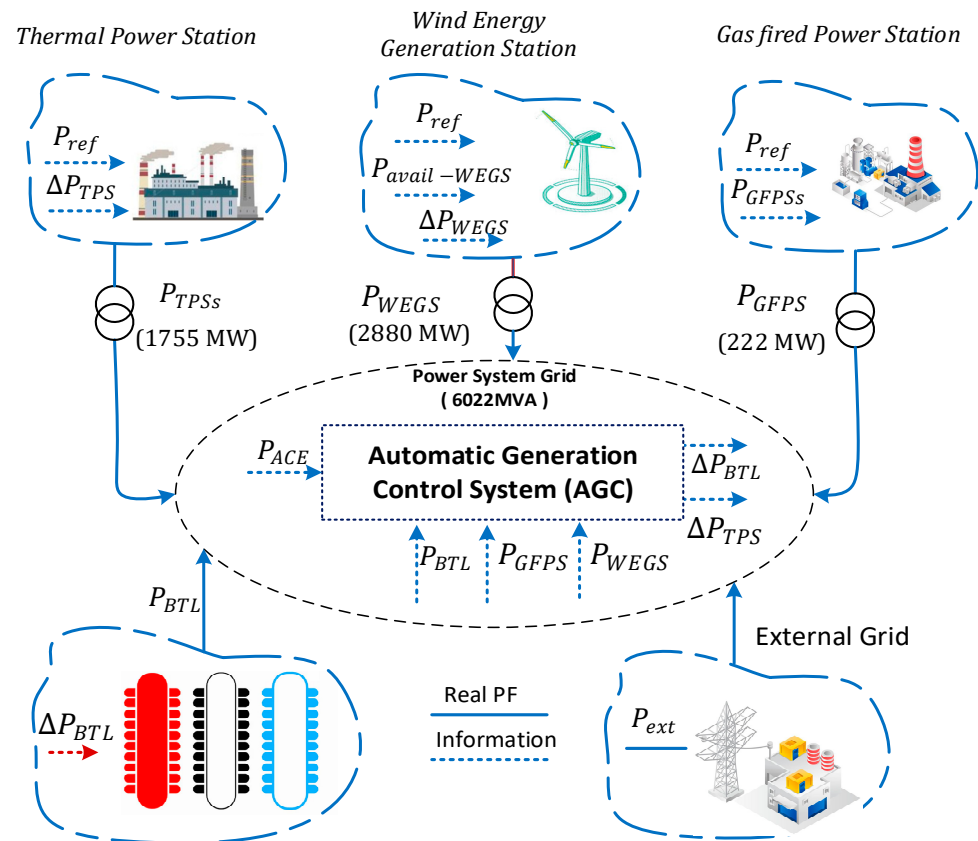 Thermal Power Station
Wind Energy
Generation Station
Gas fired Power Station
P_ref
ΔP_TPS
P_ref
P_avail−WEGS
ΔP_WEGS
P_ref
P_GFPSs
P_TPSs
(1755 MW)
P_WEGS
(2880 MW)
P_GFPS
(222 MW)
Power System Grid
( 6022MVA )
P_ACE
Automatic Generation
Control System (AGC)
ΔP_BTL
ΔP_TPS
P_BTL
P_GFPS
P_WEGS
P_BTL
External Grid
ΔP_BTL
Real PF
Information
P_ext